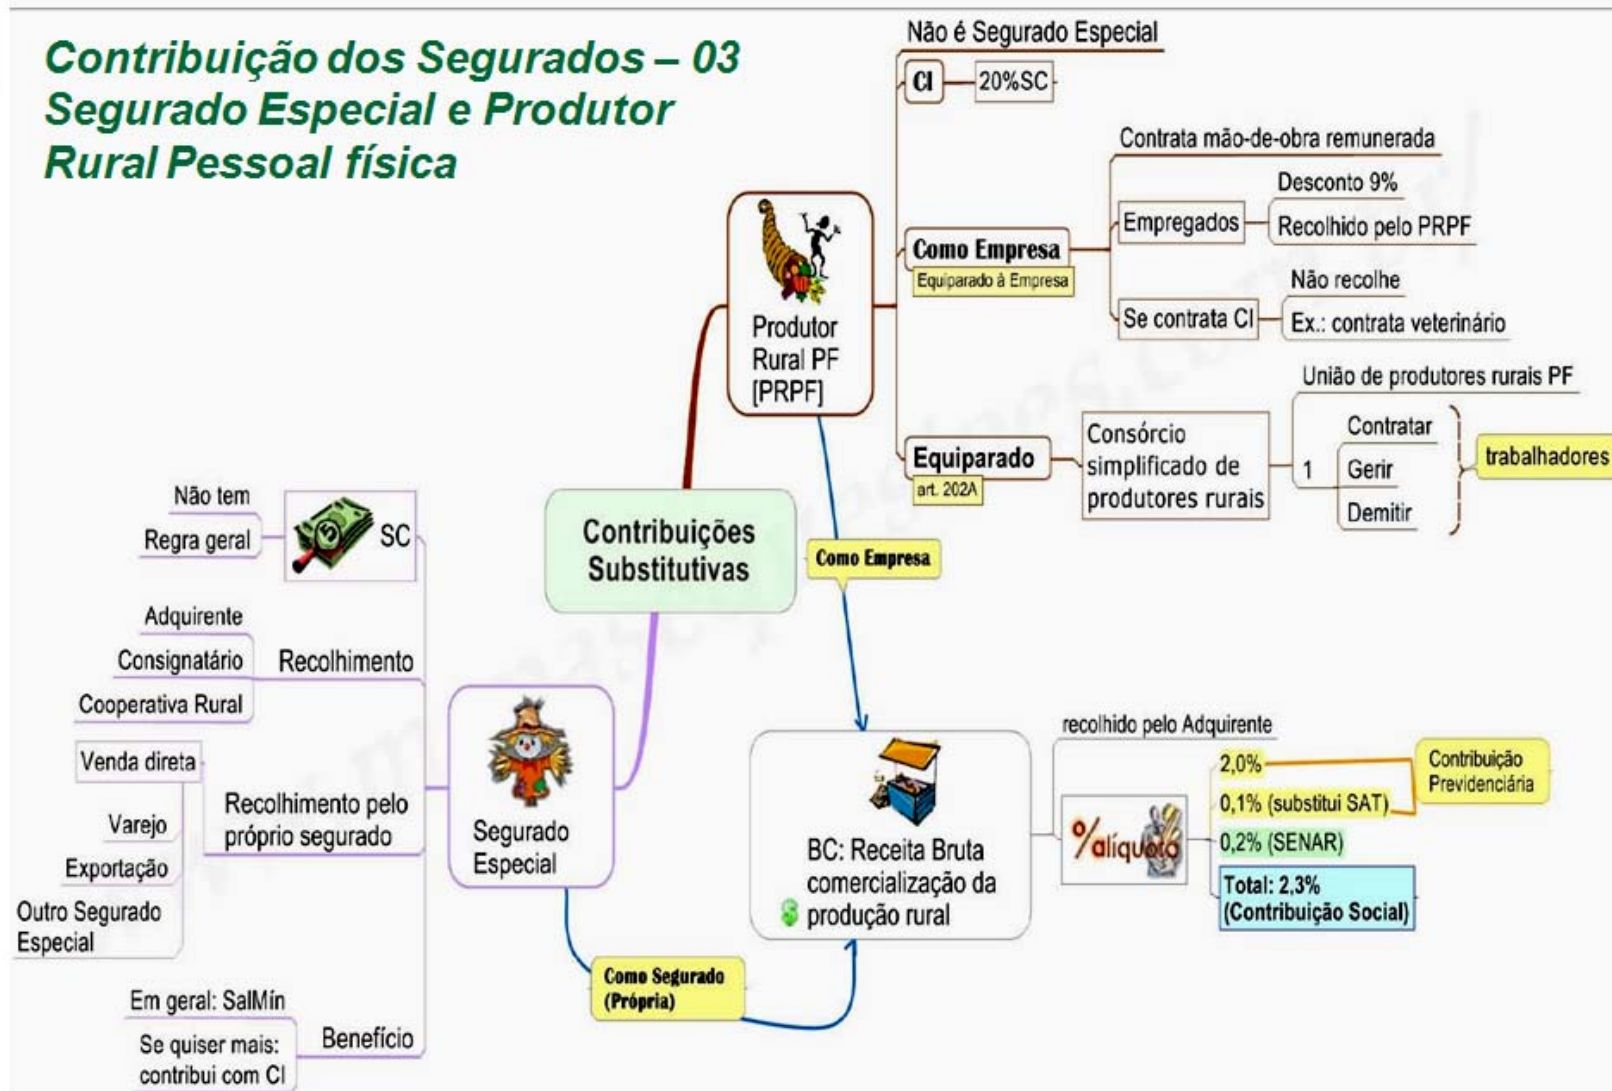 Contribuição dos Segurados – 03
Segurado Especial e Produtor
Rural Pessoal física
Não é Segurado Especial
CI
20%SC
Contrata mão-de-obra remunerada
Desconto 9%
Empregados
Recolhido pelo PRPF
Como Empresa
Equiparado à Empresa
Não recolhe
Se contrata CI
Ex.: contrata veterinário
Produtor
Rural PF
[PRPF]
União de produtores rurais PF
Equiparado
art. 202A
Consórcio
simplificado de
produtores rurais
1
Contratar
Gerir
Demitir
trabalhadores
Contribuições
Substitutivas
Como Empresa
Não tem
Regra geral
SC
Adquirente
Consignatário
Cooperativa Rural
Recolhimento
Venda direta
Varejo
Exportação
Outro Segurado
Especial
Recolhimento pelo
próprio segurado
Segurado
Especial
Em geral: SalMín
Se quiser mais:
contribui com CI
Benefício
Como Segurado
(Própria)
BC: Receita Bruta
comercialização da
produção rural
recolhido pelo Adquirente
%alíquota
2,0%
0,1% (substitui SAT)
Contribuição
Previdenciária
0,2% (SENAR)
Total: 2,3%
(Contribuição Social)